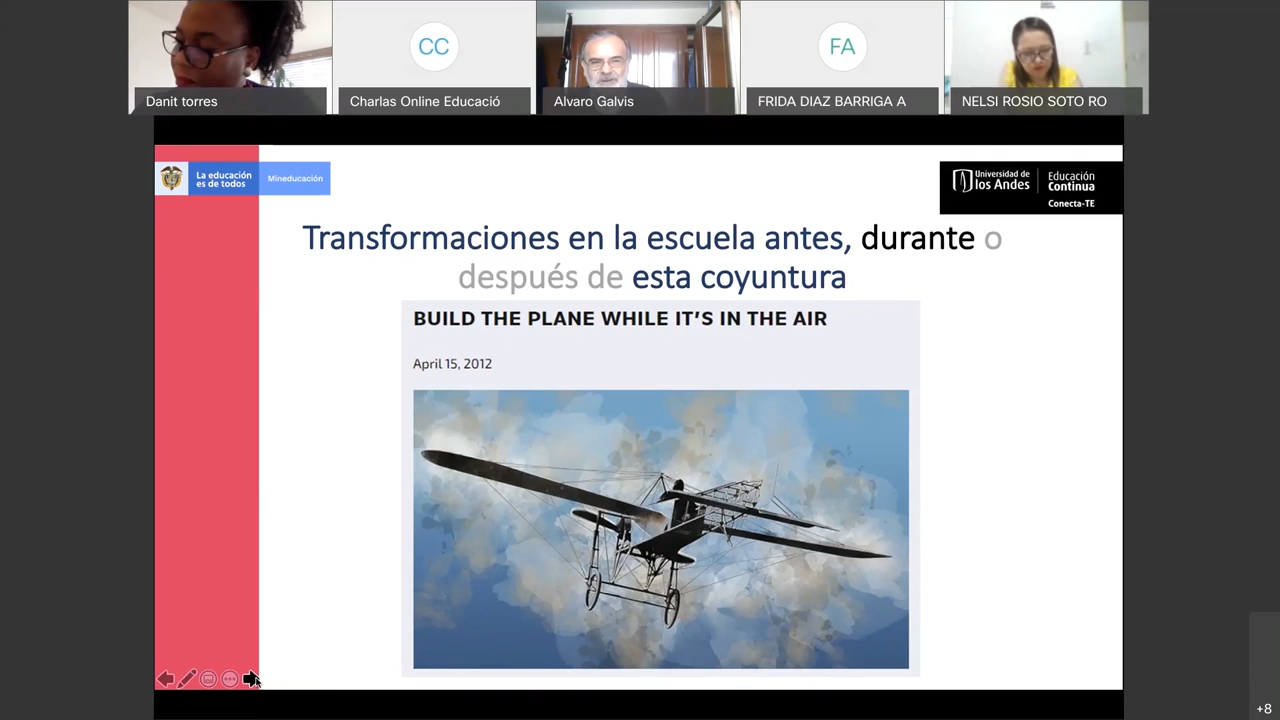 CC
FA
Danit torres
Charlas Online Educació
Alvaro Galvis
FRIDA DIAZ BARRIGA A
NELSI ROSIO SOTO RO
La educación
es de todos
Mineducación
Universidad de
los Andes
Educación
Continua
Conecta-TE
Transformaciones en la escuela antes, durante o
después de esta coyuntura
BUILD THE PLANE WHILE IT'S IN THE AIR
April 15, 2012
+8